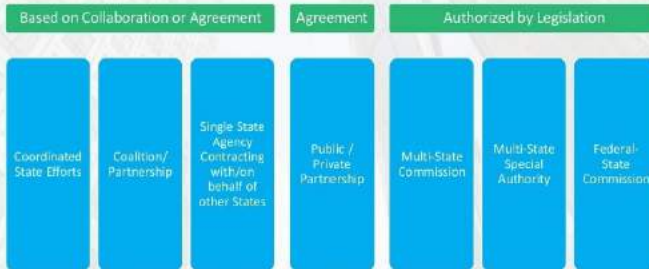 Based on Collaboration or Agreement
Agreement
Authorized by Legislation
Coordinated
State Efforts
Coalition/
Partnership
Single State
Agency
Contracting
with/on
behalf of
other States
Public /
Private
Partnership
Multi-State
Commission
Multi-State
Special
Authority
Federal-
State
Commission